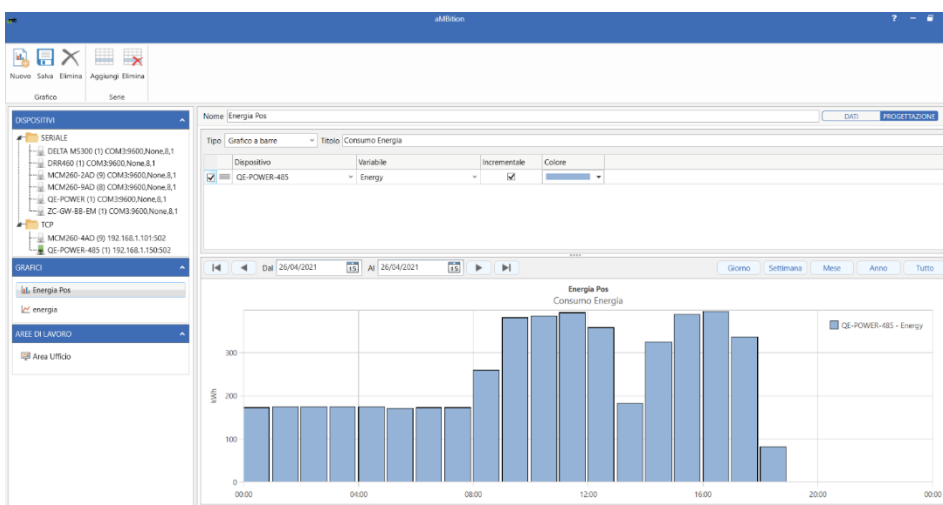 aMBition
?
Nuovo Salva Elimina Aggiungi Elimina
Grafico Serie
DISPOSITIVI
SERIALE
DELTA M5300 (1) COM3:9600,None,8,1
DRR460 (1) COM3:9600,None,8,1
MCM260-2AD (9) COM3:9600,None,8,1
MCM260-9AD (8) COM3:9600,None,8,1
QE-POWER (1) COM3:9600,None,8,1
ZC-GW-BB-EM (1) COM3:9600,None,8,1
TCP
MCM260-4AD (9) 192.168.1.101:502
QE-POWER-485 (1) 192.168.1.150:502
GRAFICI
Energia Pos
energia
AREE DI LAVORO
Area Ufficio
Nome Energia Pos DATI PROGETTAZIONE
Tipo Grafico a barre Titolo Consumo Energia
Dispositivo Variabile Incrementale Colore
QE-POWER-485 Energy
Dal 26/04/2021 15 Al 26/04/2021 15 Giorno Settimana Mese Anno Tutto
Energia Pos
Consumo Energia
QE-POWER-485 - Energy
kWh
300
200
100
0
00:00 04:00 08:00 12:00 16:00 20:00 00:00